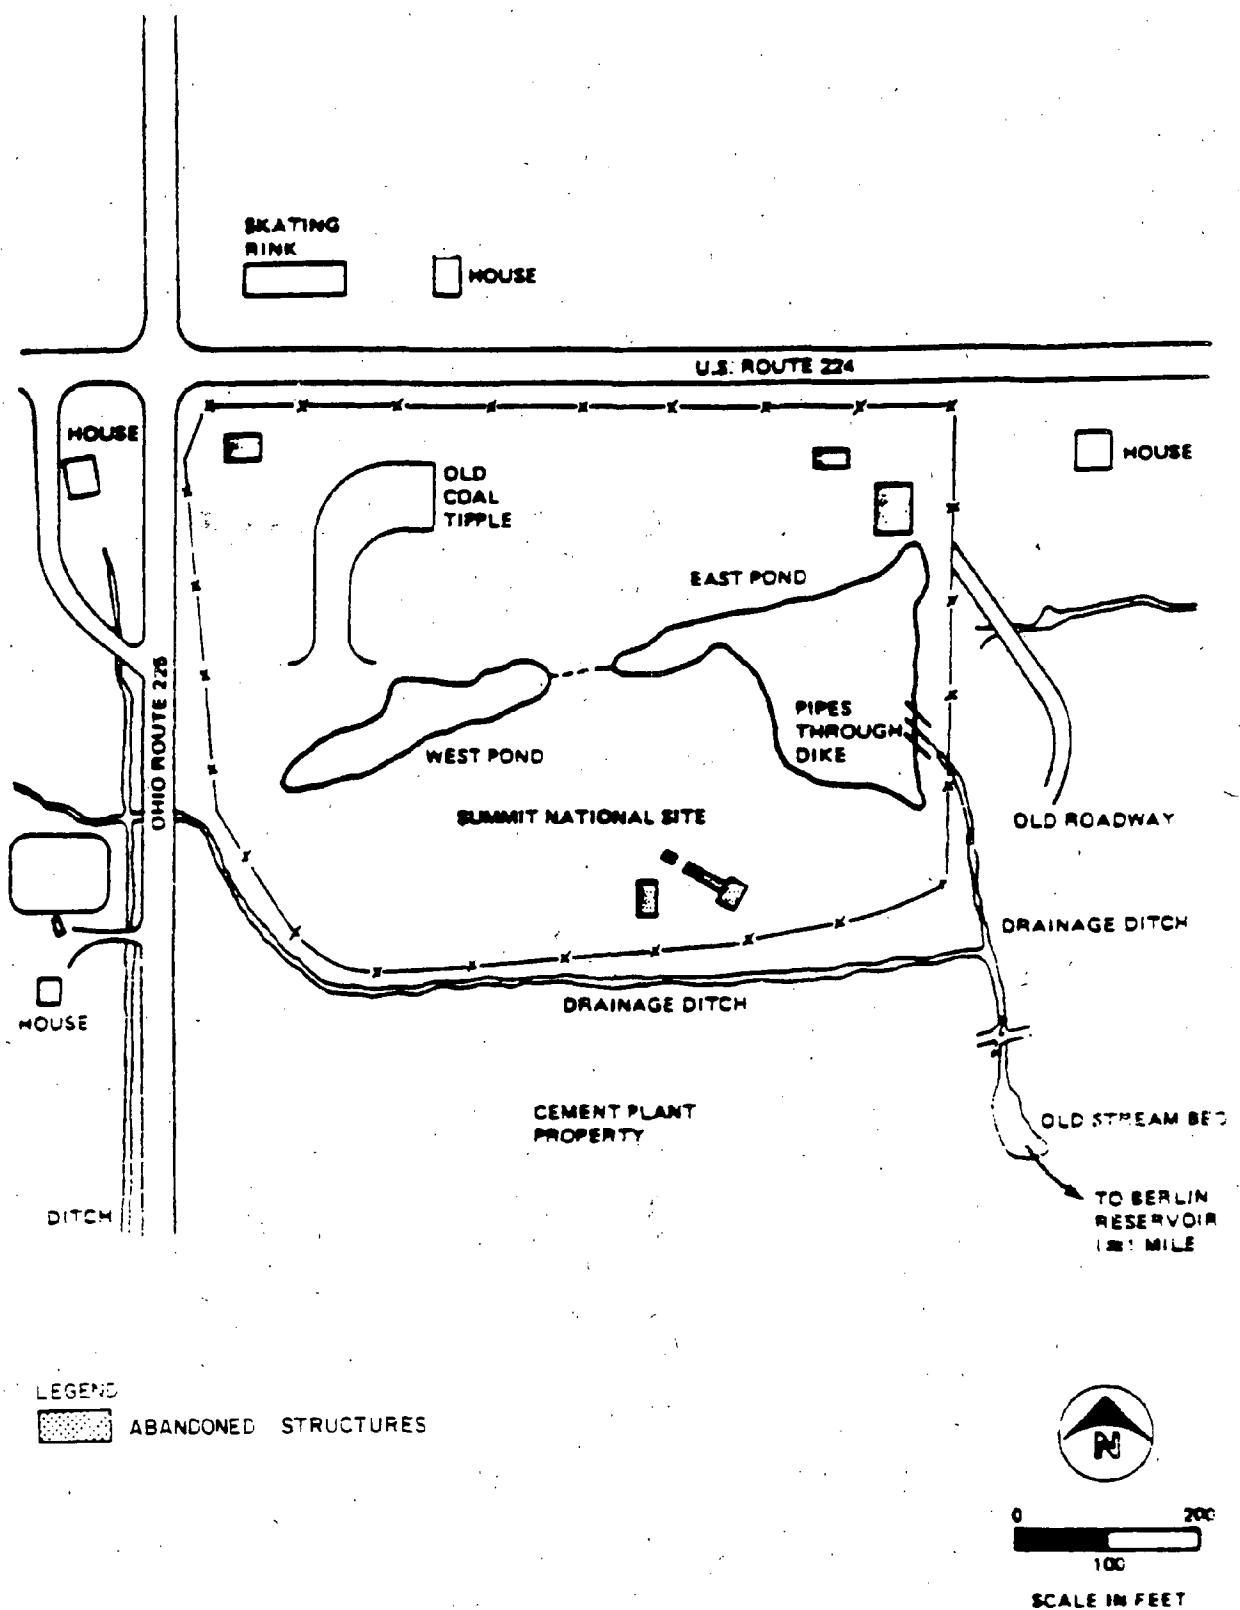 SKATING
RINK
HOUSE
U.S. ROUTE 224
HOUSE
HOUSE
OLD
COAL
TIPPLE
EAST POND
OHIO ROUTE 225
PIPES
THROUGH
DIKE
WEST POND
SUMMIT NATIONAL SITE
OLD ROADWAY
DRAINAGE DITCH
DRAINAGE DITCH
HOUSE
CEMENT PLANT
PROPERTY
OLD STREAM BED
TO BERLIN
RESERVOIR
MILE
DITCH
LEGEND
ABANDONED STRUCTURES
N
0 200
100
SCALE IN FEET